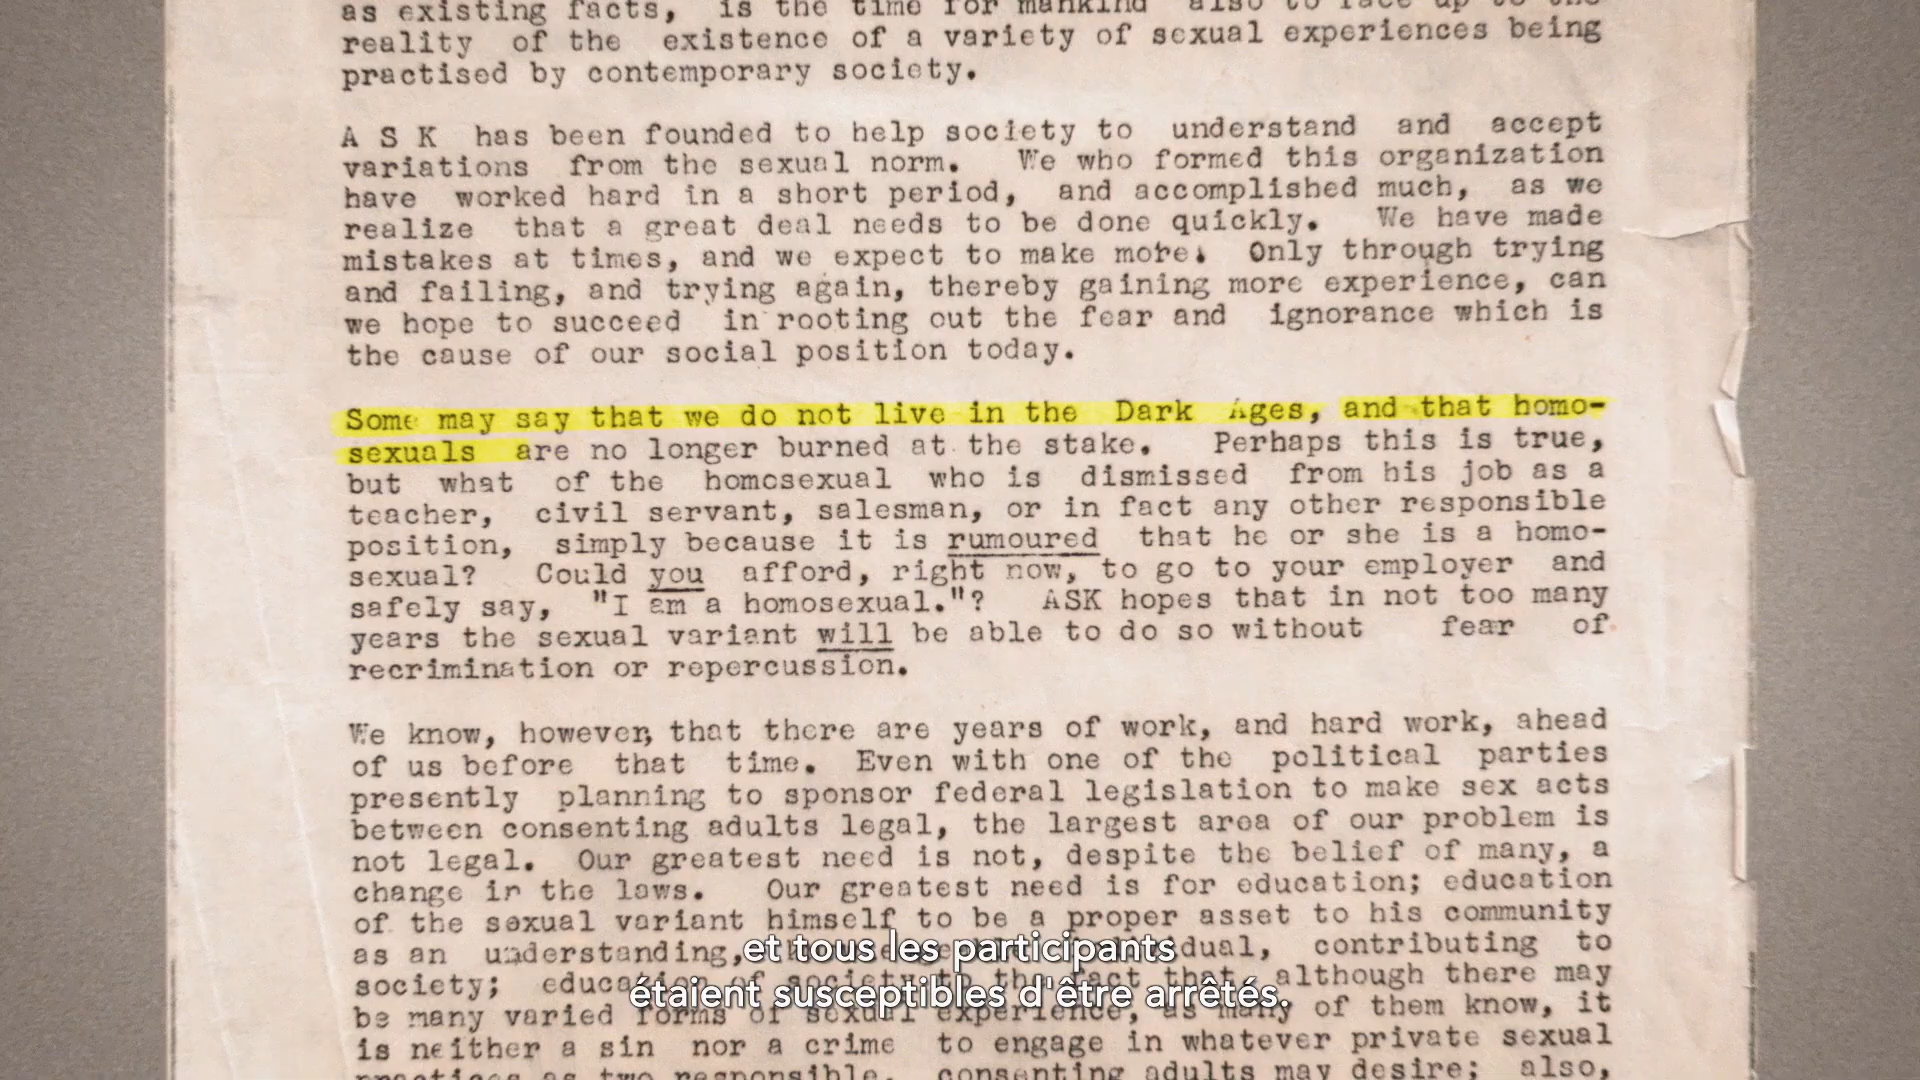 as existing facts, is the time for mankind also to face up to the
reality of the existence of a variety of sexual experiences being
practised by contemporary society.
A S K has been founded to help society to understand and accept
variations from the sexual norm. We who formed this organization
have worked hard in a short period, and accomplished much, as we
realize that a great deal needs to be done quickly. We have made
mistakes at times, and we expect to make more. Only through trying
and failing, and trying again, thereby gaining more experience, can
we hope to succeed in rooting out the fear and ignorance which is
the cause of our social position today.
Some may say that we do not live in the Dark Ages, and that homo-
sexuals are no longer burned at the stake. Perhaps this is true,
but what of the homosexual who is dismissed from his job as a
teacher, civil servant, salesman, or in fact any other responsible
position, simply because it is rumoured that he or she is a homo-
sexual? Could you afford, right now, to go to your employer and
safely say, "I am a homosexual."? ASK hopes that in not too many
years the sexual variant will be able to do so without fear of
recrimination or repercussion.
We know, however, that there are years of work, and hard work, ahead
of us before that time. Even with one of the political parties
presently planning to sponsor federal legislation to make sex acts
between consenting adults legal, the largest area of our problem is
not legal. Our greatest need is not, despite the belief of many, a
change in the laws. Our greatest need is for education; education
of the sexual variant himself to be a proper asset to his community
as an understanding, contributing to
society; education of society to the fact that, although there may
be many varied forms of sexual experience, as many of them know, it
is neither a sin nor a crime to engage in whatever private sexual
practices as two responsible, consenting adults may desire; also,
et tous les participants
étaient susceptibles d'être arrêtés.